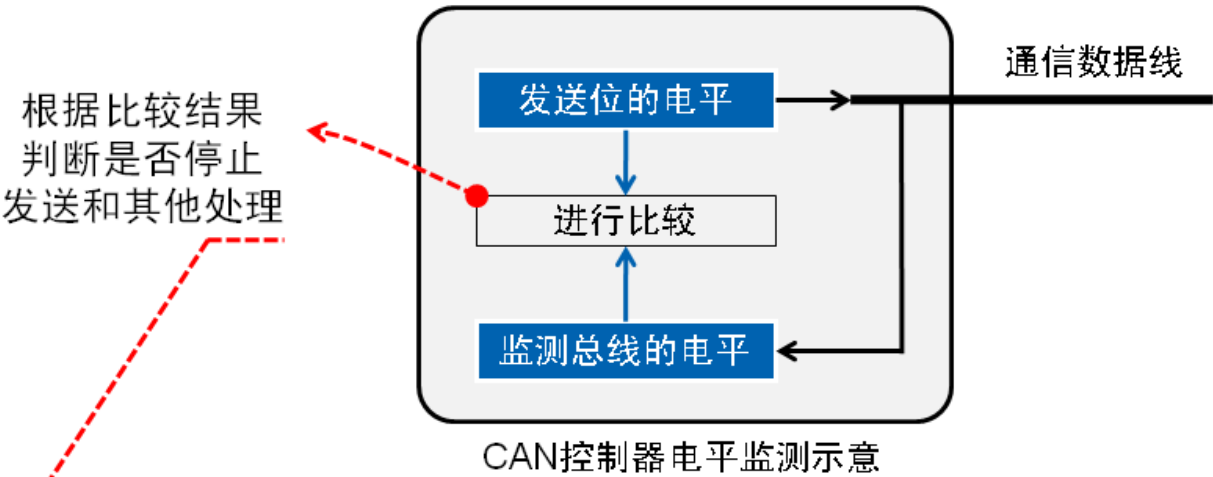 通信数据线
发送位的电平
根据比较结果
判断是否停止
发送和其他处理
进行比较
监测总线的电平
CAN控制器电平监测示意